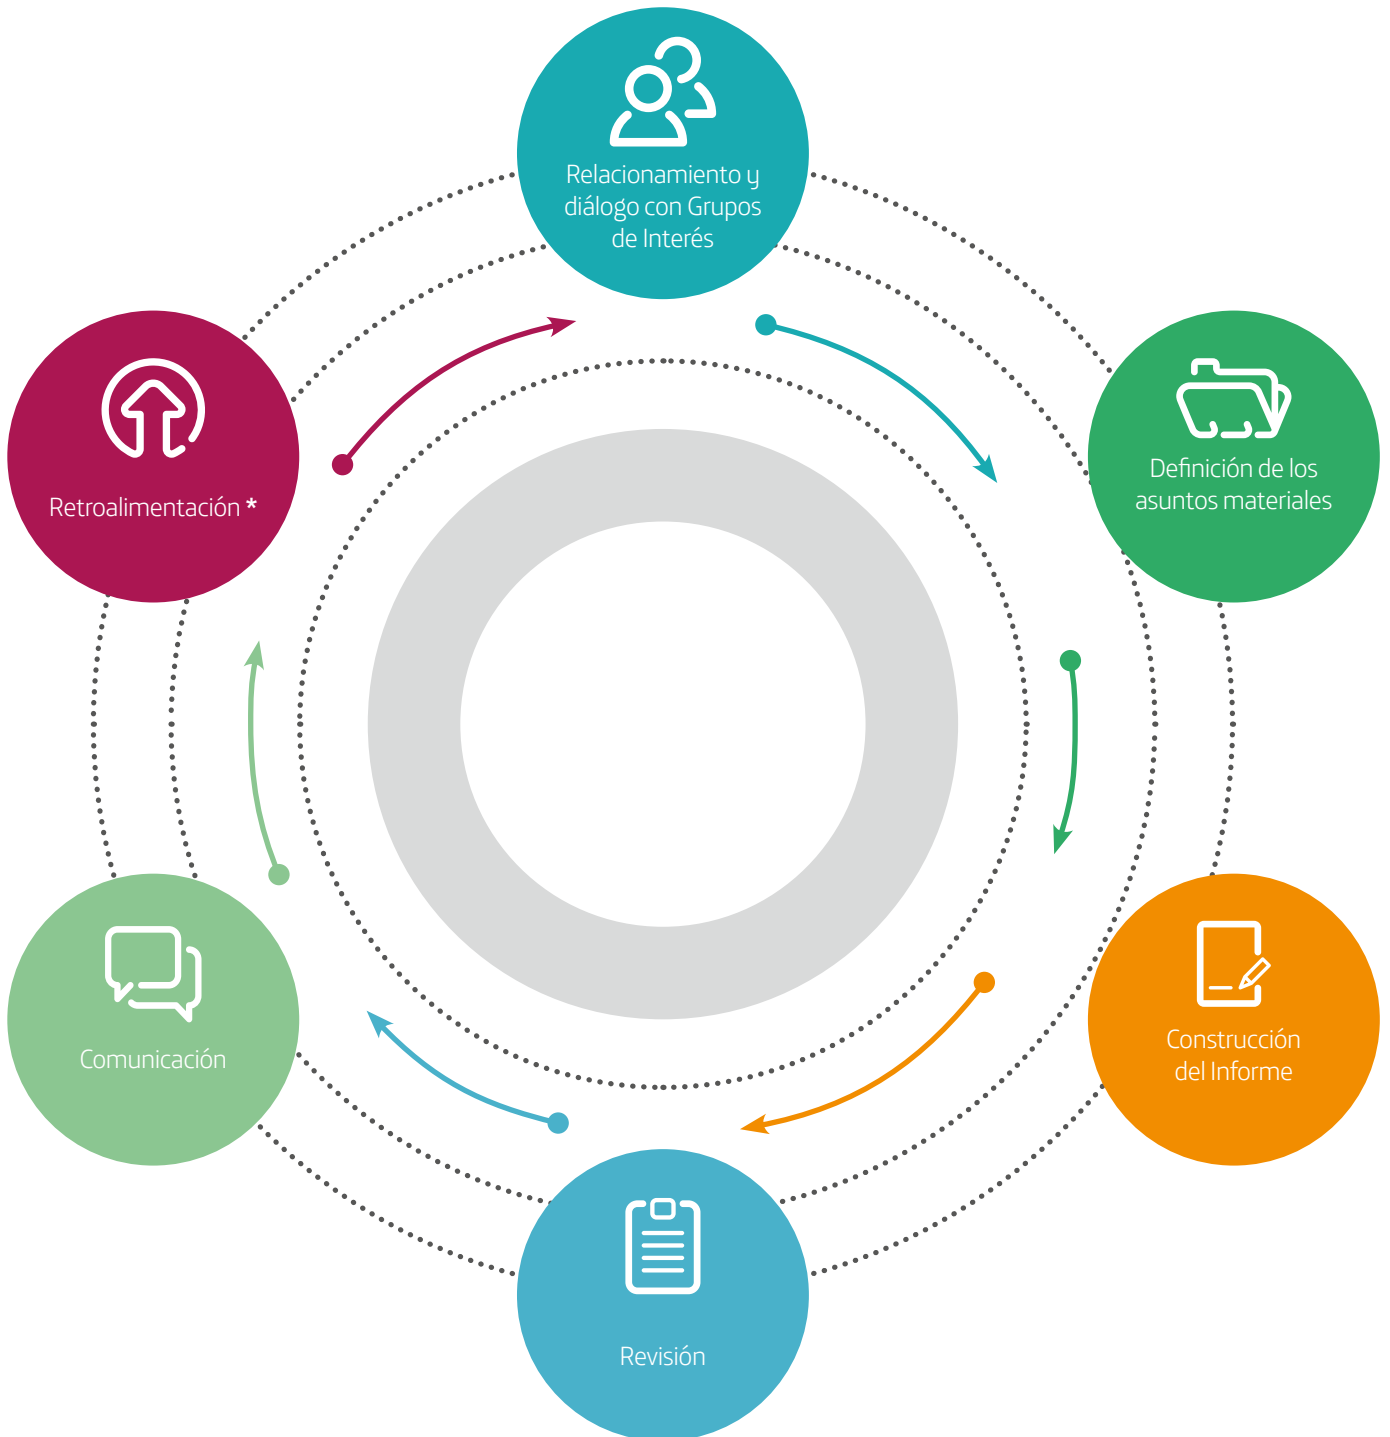 Relacionamiento y
diálogo con Grupos
de Interés
Definición de los
asuntos materiales
Construcción
del Informe
Revisión
Comunicación
Retroalimentación *